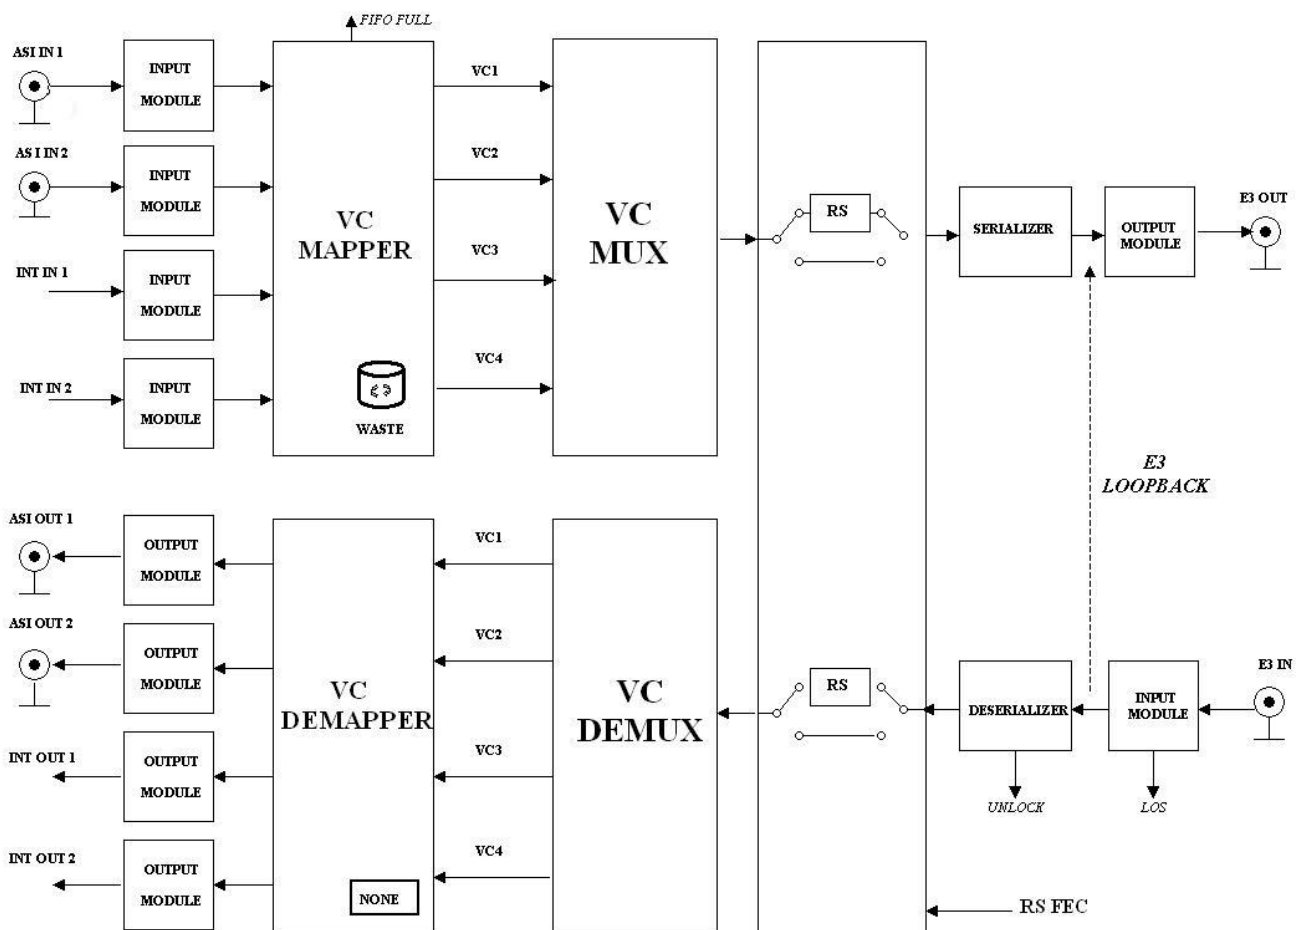 FIFO FULL
ASI IN 1
INPUT
MODULE
VC1
AS I IN 2
INPUT
MODULE
VC2
VC
MAPPER
VC
MUX
RS
SERIALIZER
OUTPUT
MODULE
E3 OUT
INT IN 1
INPUT
MODULE
VC3
INT IN 2
INPUT
MODULE
VC4
WASTE
E3
LOOPBACK
ASI OUT 1
OUTPUT
MODULE
VC1
ASI OUT 2
OUTPUT
MODULE
VC2
VC
DEMAPPER
VC
DEMUX
RS
DESERIALIZER
INPUT
MODULE
E3 IN
INT OUT 1
OUTPUT
MODULE
VC3
UNLOCK
LOS
INT OUT 2
OUTPUT
MODULE
VC4
NONE
RS FEC